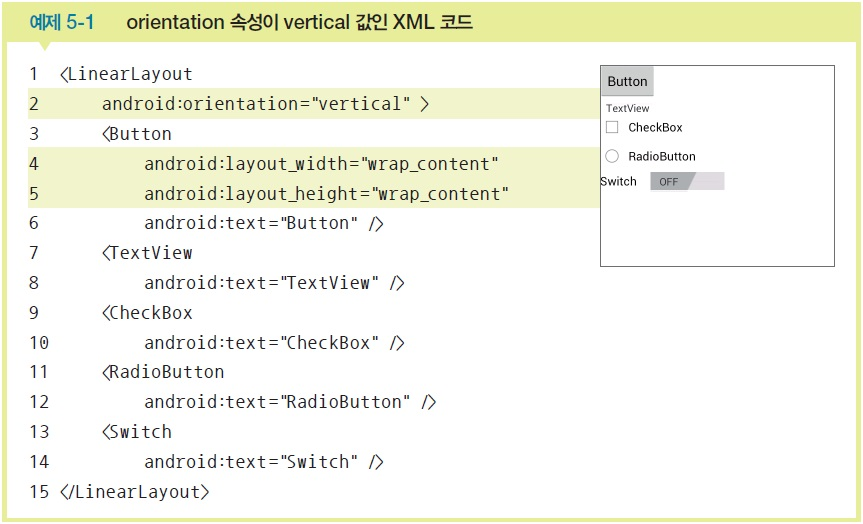 예제 5-1 orientation 속성이 vertical 값인 XML 코드
1 <LinearLayout
2 android:orientation="vertical" >
3 <Button
4 android:layout_width="wrap_content"
5 android:layout_height="wrap_content"
6 android:text="Button" />
7 <TextView
8 android:text="TextView" />
9 <CheckBox
10 android:text="CheckBox" />
11 <RadioButton
12 android:text="RadioButton" />
13 <Switch
14 android:text="Switch" />
15 </LinearLayout>
Button
TextView
CheckBox
RadioButton
Switch OFF